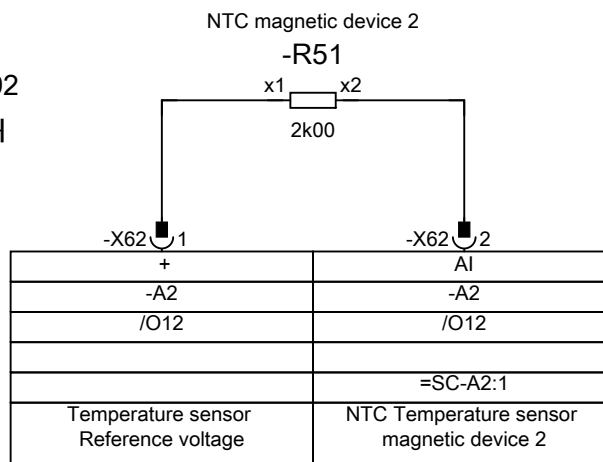 NTC magnetic device 2
-R51
x1 x2
2k00
-X62 1 -X62 2
+ AI
-A2 -A2
/O12 /O12
=SC-A2:1
Temperature sensor NTC Temperature sensor
Reference voltage magnetic device 2